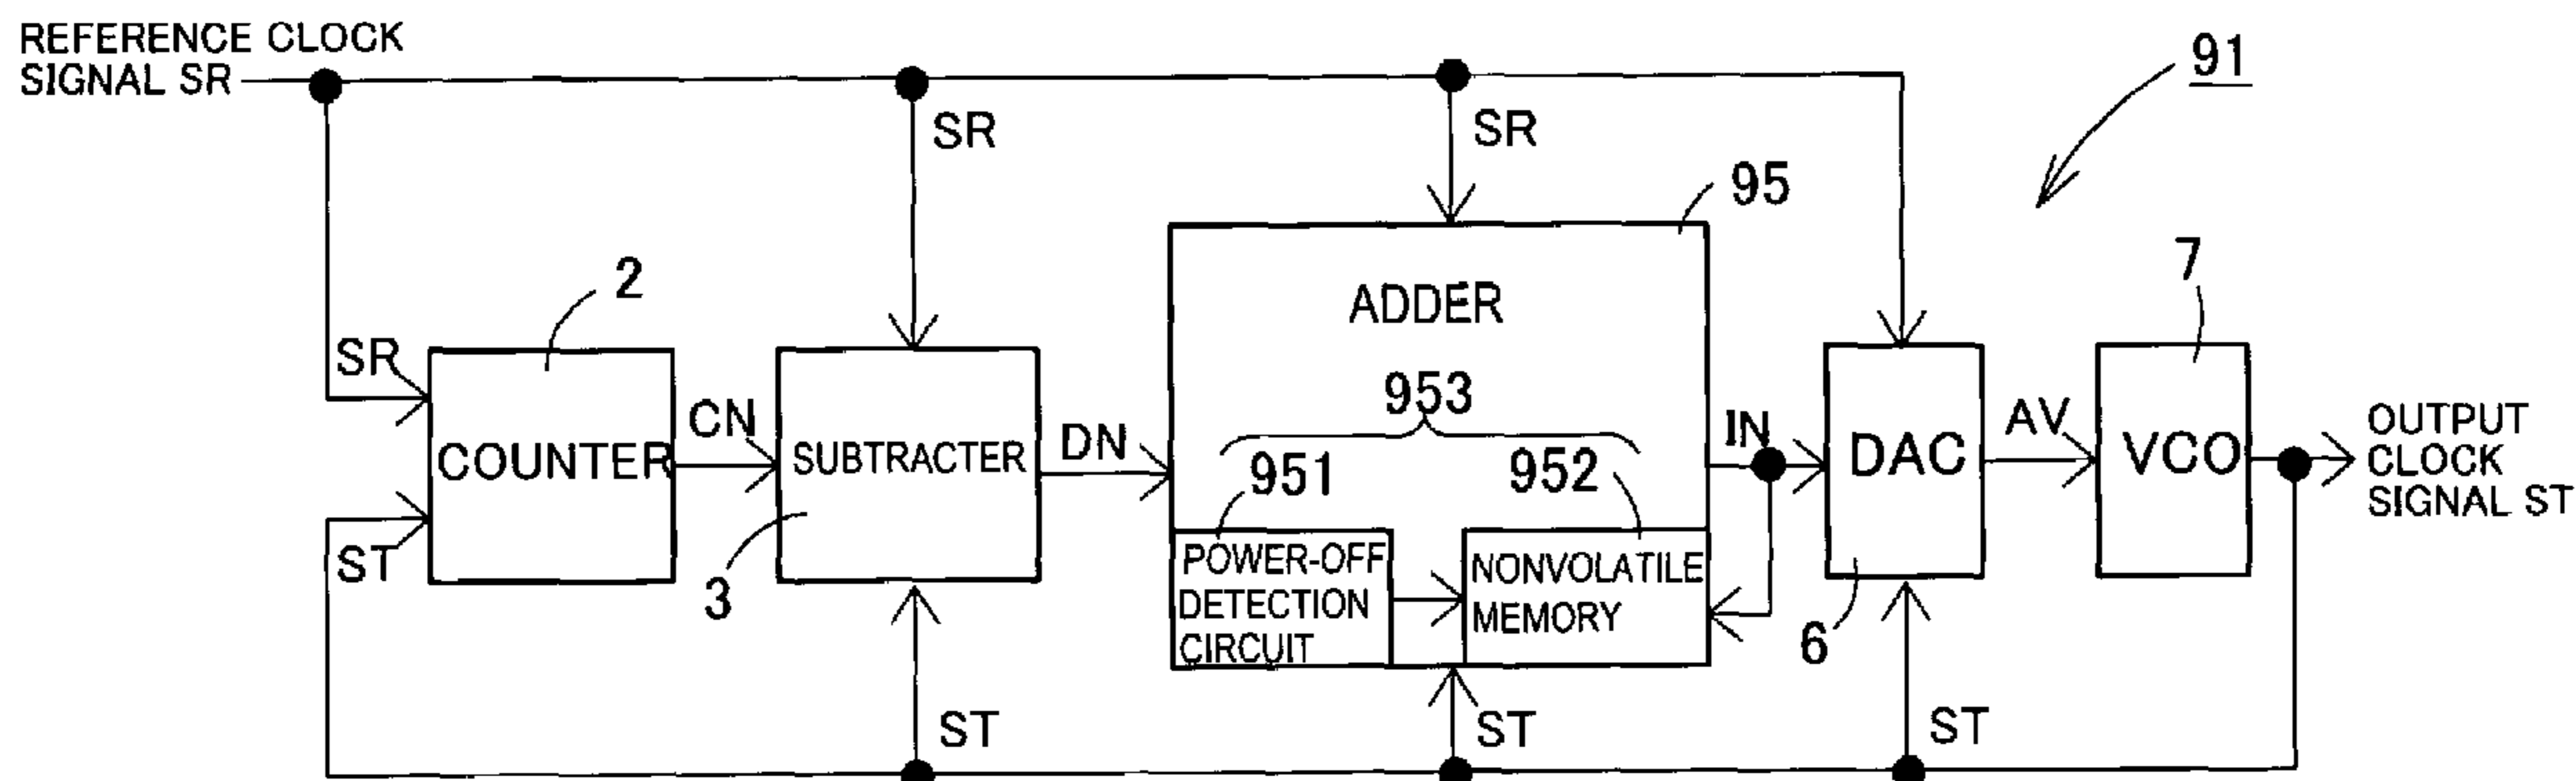 REFERENCE CLOCK
SIGNAL SR
91
SR
SR
95
2
7
ADDER
SR
953
CN
COUNTER
SUBTRACTER
DN
IN
DAC
AV
VCO
OUTPUT
CLOCK
SIGNAL ST
951
952
ST
3
POWER-OFF
DETECTION
CIRCUIT
NONVOLATILE
MEMORY
6
ST
ST
ST